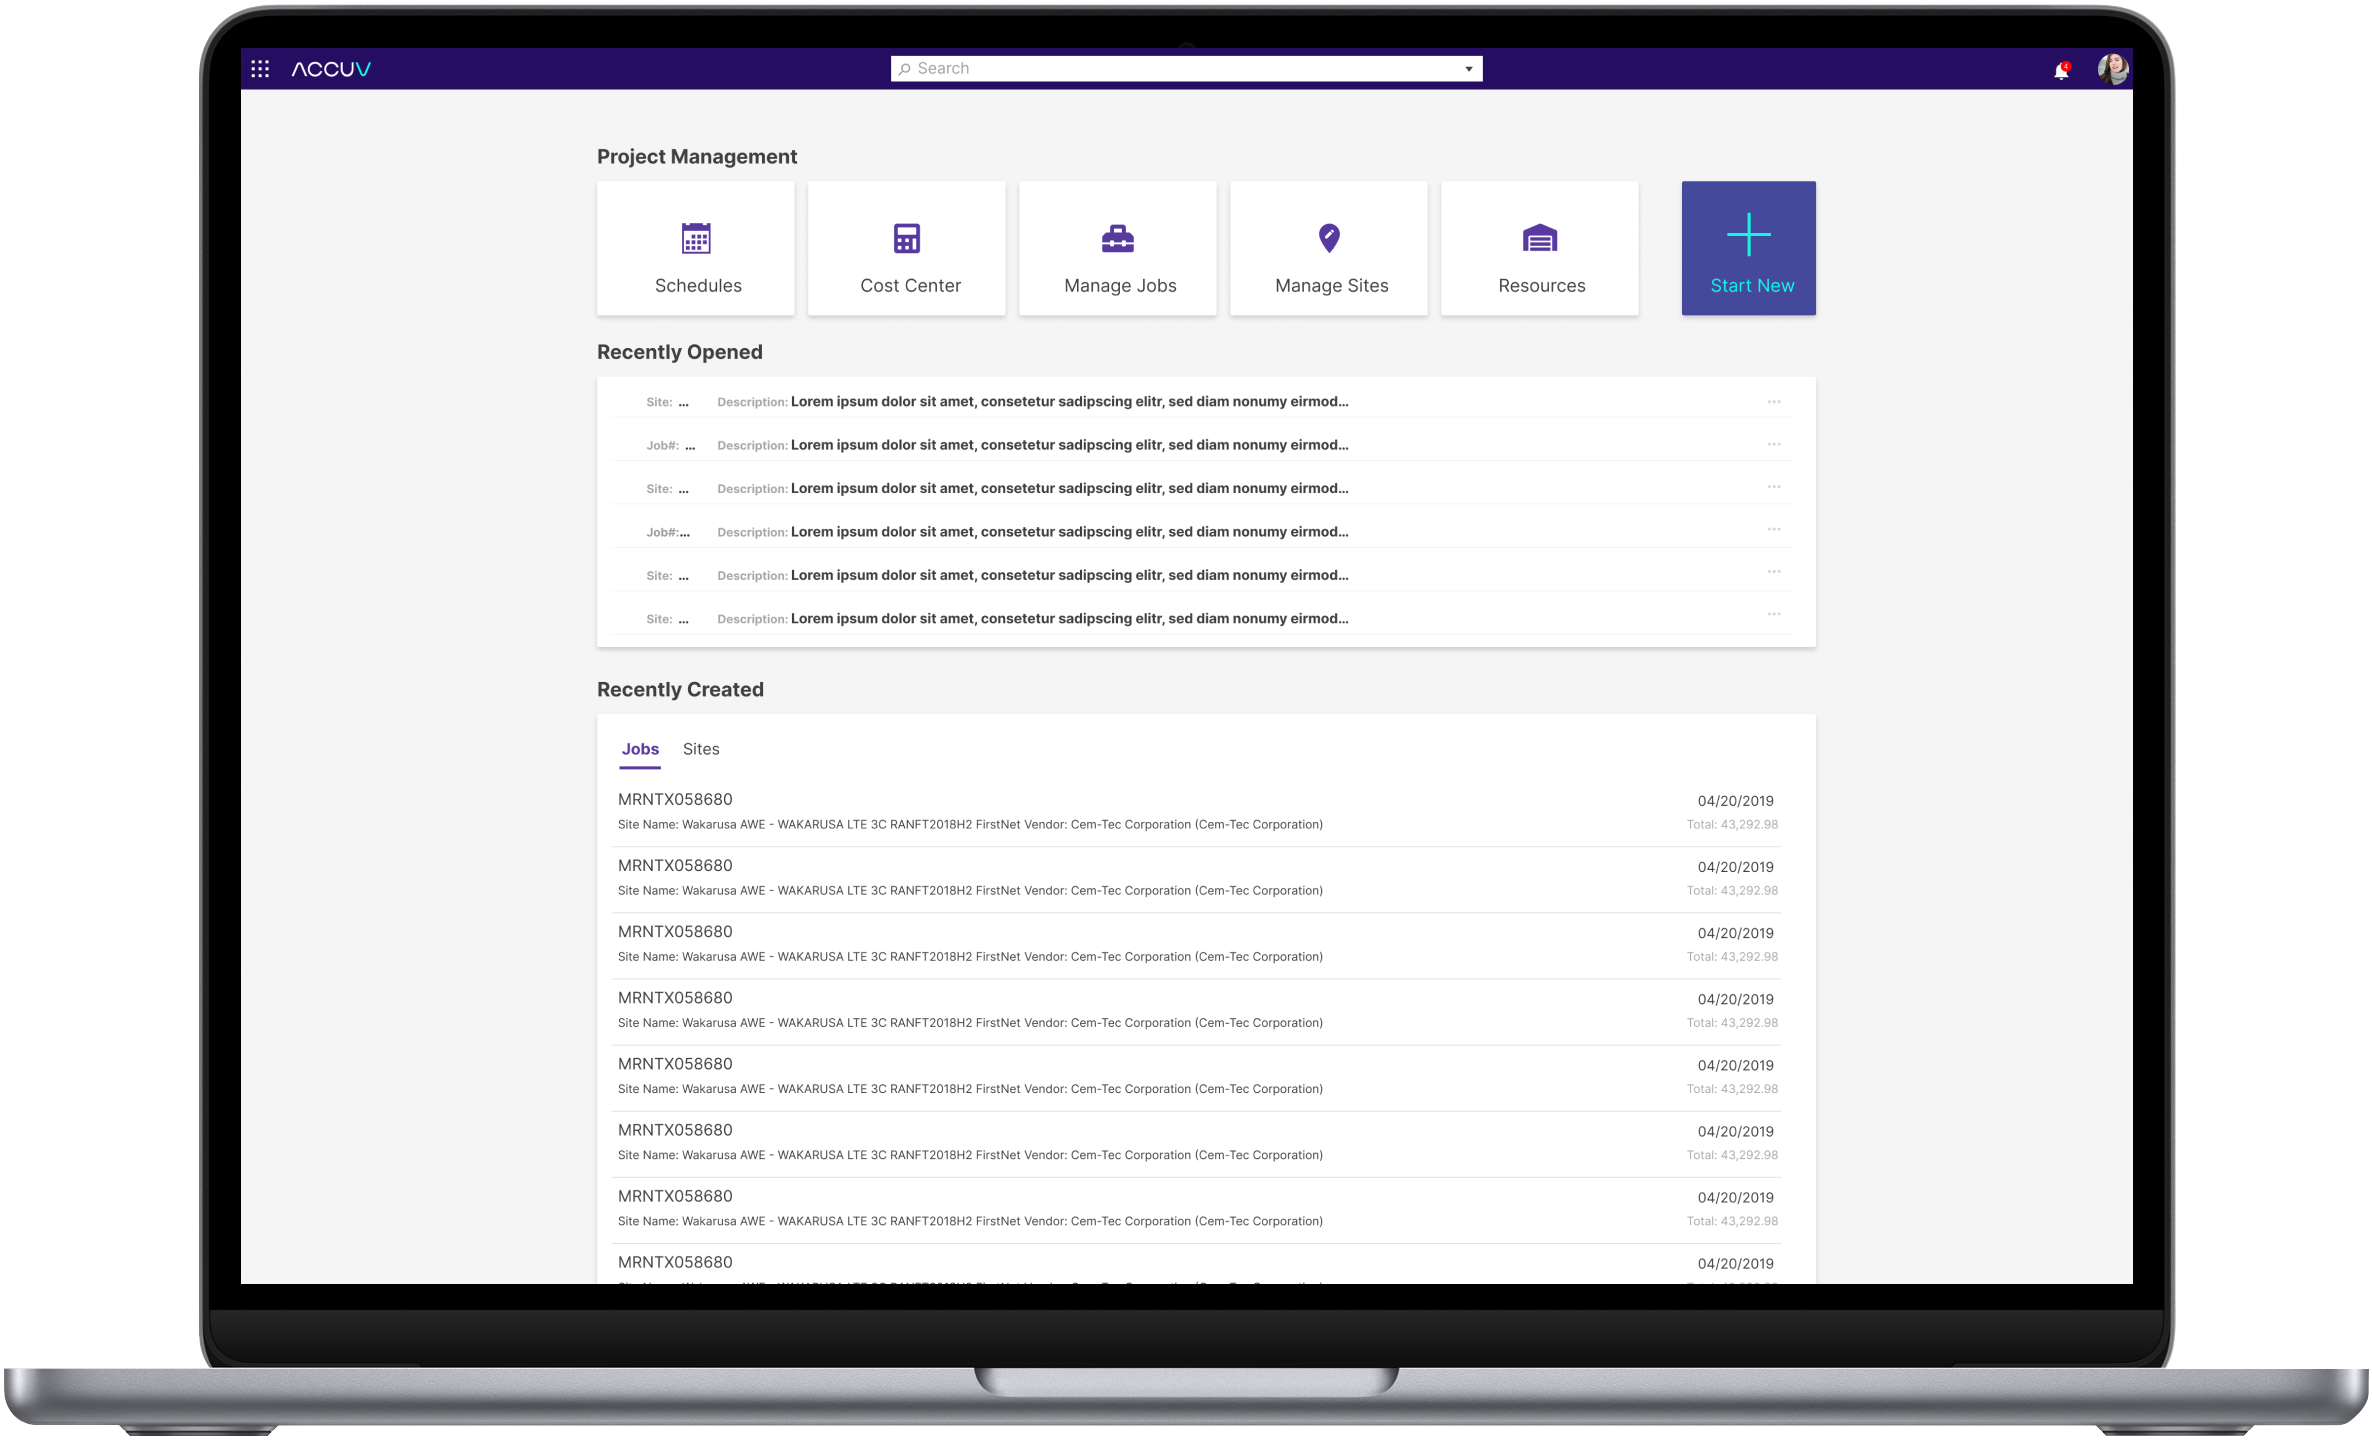 ACCUV
Search
4
Project Management
Schedules
Cost Center
Manage Jobs
Manage Sites
Resources
Start New
Recently Opened
Site: ... Description: Lorem ipsum dolor sit amet, consetetur sadipscing elitr, sed diam nonumy eirmod... ...
Job#: ... Description: Lorem ipsum dolor sit amet, consetetur sadipscing elitr, sed diam nonumy eirmod... ...
Site: ... Description: Lorem ipsum dolor sit amet, consetetur sadipscing elitr, sed diam nonumy eirmod... ...
Job#:... Description: Lorem ipsum dolor sit amet, consetetur sadipscing elitr, sed diam nonumy eirmod... ...
Site: ... Description: Lorem ipsum dolor sit amet, consetetur sadipscing elitr, sed diam nonumy eirmod... ...
Site: ... Description: Lorem ipsum dolor sit amet, consetetur sadipscing elitr, sed diam nonumy eirmod... ...
Recently Created
Jobs Sites
MRNTX058680 04/20/2019
Site Name: Wakarusa AWE - WAKARUSA LTE 3C RANFT2018H2 FirstNet Vendor: Cem-Tec Corporation (Cem-Tec Corporation) Total: 43,292.98
MRNTX058680 04/20/2019
Site Name: Wakarusa AWE - WAKARUSA LTE 3C RANFT2018H2 FirstNet Vendor: Cem-Tec Corporation (Cem-Tec Corporation) Total: 43,292.98
MRNTX058680 04/20/2019
Site Name: Wakarusa AWE - WAKARUSA LTE 3C RANFT2018H2 FirstNet Vendor: Cem-Tec Corporation (Cem-Tec Corporation) Total: 43,292.98
MRNTX058680 04/20/2019
Site Name: Wakarusa AWE - WAKARUSA LTE 3C RANFT2018H2 FirstNet Vendor: Cem-Tec Corporation (Cem-Tec Corporation) Total: 43,292.98
MRNTX058680 04/20/2019
Site Name: Wakarusa AWE - WAKARUSA LTE 3C RANFT2018H2 FirstNet Vendor: Cem-Tec Corporation (Cem-Tec Corporation) Total: 43,292.98
MRNTX058680 04/20/2019
Site Name: Wakarusa AWE - WAKARUSA LTE 3C RANFT2018H2 FirstNet Vendor: Cem-Tec Corporation (Cem-Tec Corporation) Total: 43,292.98
MRNTX058680 04/20/2019
Site Name: Wakarusa AWE - WAKARUSA LTE 3C RANFT2018H2 FirstNet Vendor: Cem-Tec Corporation (Cem-Tec Corporation) Total: 43,292.98
MRNTX058680 04/20/2019